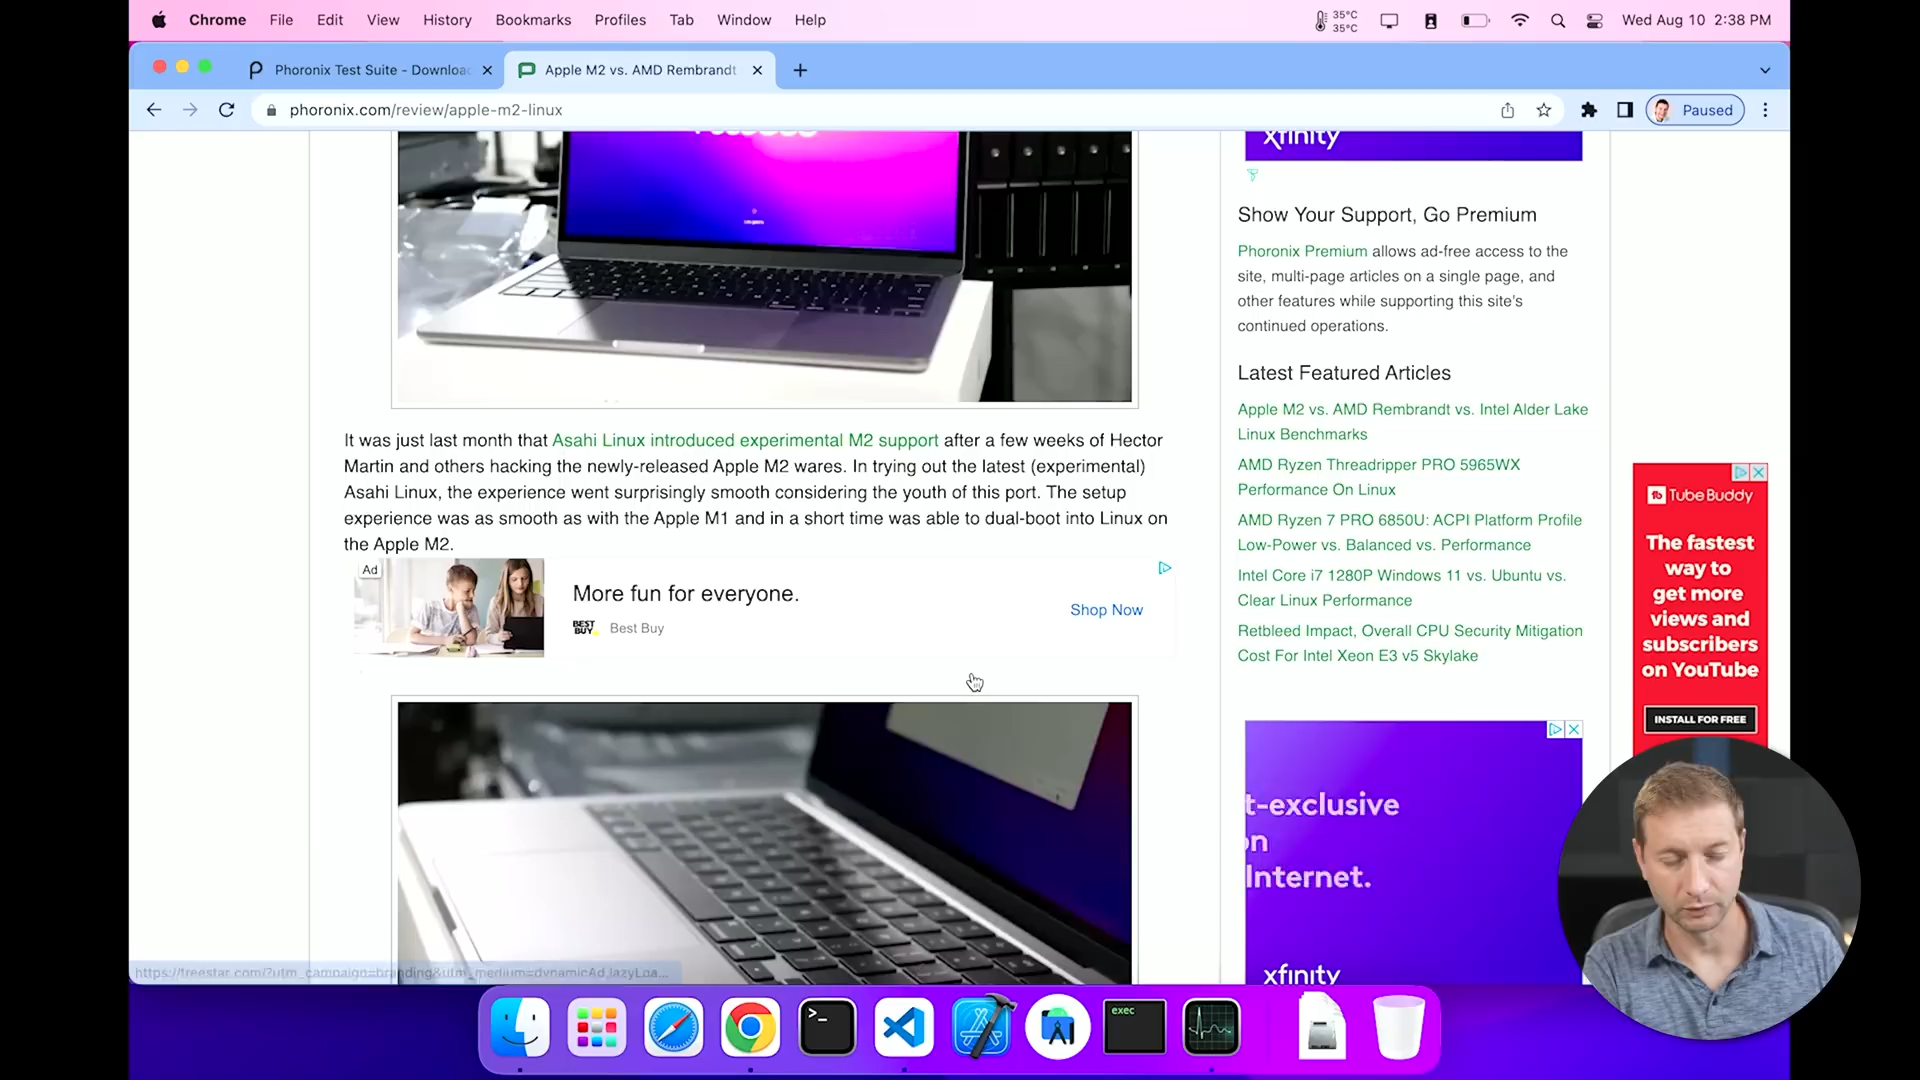 Chrome File Edit View History Bookmarks Profiles Tab Window Help
35°C
35°C
Wed Aug 10 2:38 PM
Phoronix Test Suite - Downloa
Apple M2 vs. AMD Rembrandt
phoronix.com/review/apple-m2-linux
Paused
It was just last month that Asahi Linux introduced experimental M2 support after a few weeks of Hector
Martin and others hacking the newly-released Apple M2 wares. In trying out the latest (experimental)
Asahi Linux, the experience went surprisingly smooth considering the youth of this port. The setup
experience was as smooth as with the Apple M1 and in a short time was able to dual-boot into Linux on
the Apple M2.
Ad
More fun for everyone.
BEST
BUY
Best Buy
Shop Now
xfinity
Show Your Support, Go Premium
Phoronix Premium allows ad-free access to the
site, multi-page articles on a single page, and
other features while supporting this site's
continued operations.
Latest Featured Articles
Apple M2 vs. AMD Rembrandt vs. Intel Alder Lake
Linux Benchmarks
AMD Ryzen Threadripper PRO 5965WX
Performance On Linux
AMD Ryzen 7 PRO 6850U: ACPI Platform Profile
Low-Power vs. Balanced vs. Performance
Intel Core i7 1280P Windows 11 vs. Ubuntu vs.
Clear Linux Performance
Retbleed Impact, Overall CPU Security Mitigation
Cost For Intel Xeon E3 v5 Skylake
t-exclusive
on
Internet.
xfinity
TubeBuddy
The fastest
way to
get more
views and
subscribers
on YouTube
INSTALL FOR FREE
https://freestar.com/?utm_campaign=branding&utm_medium=dynamicAd,lazyLoa...
exec